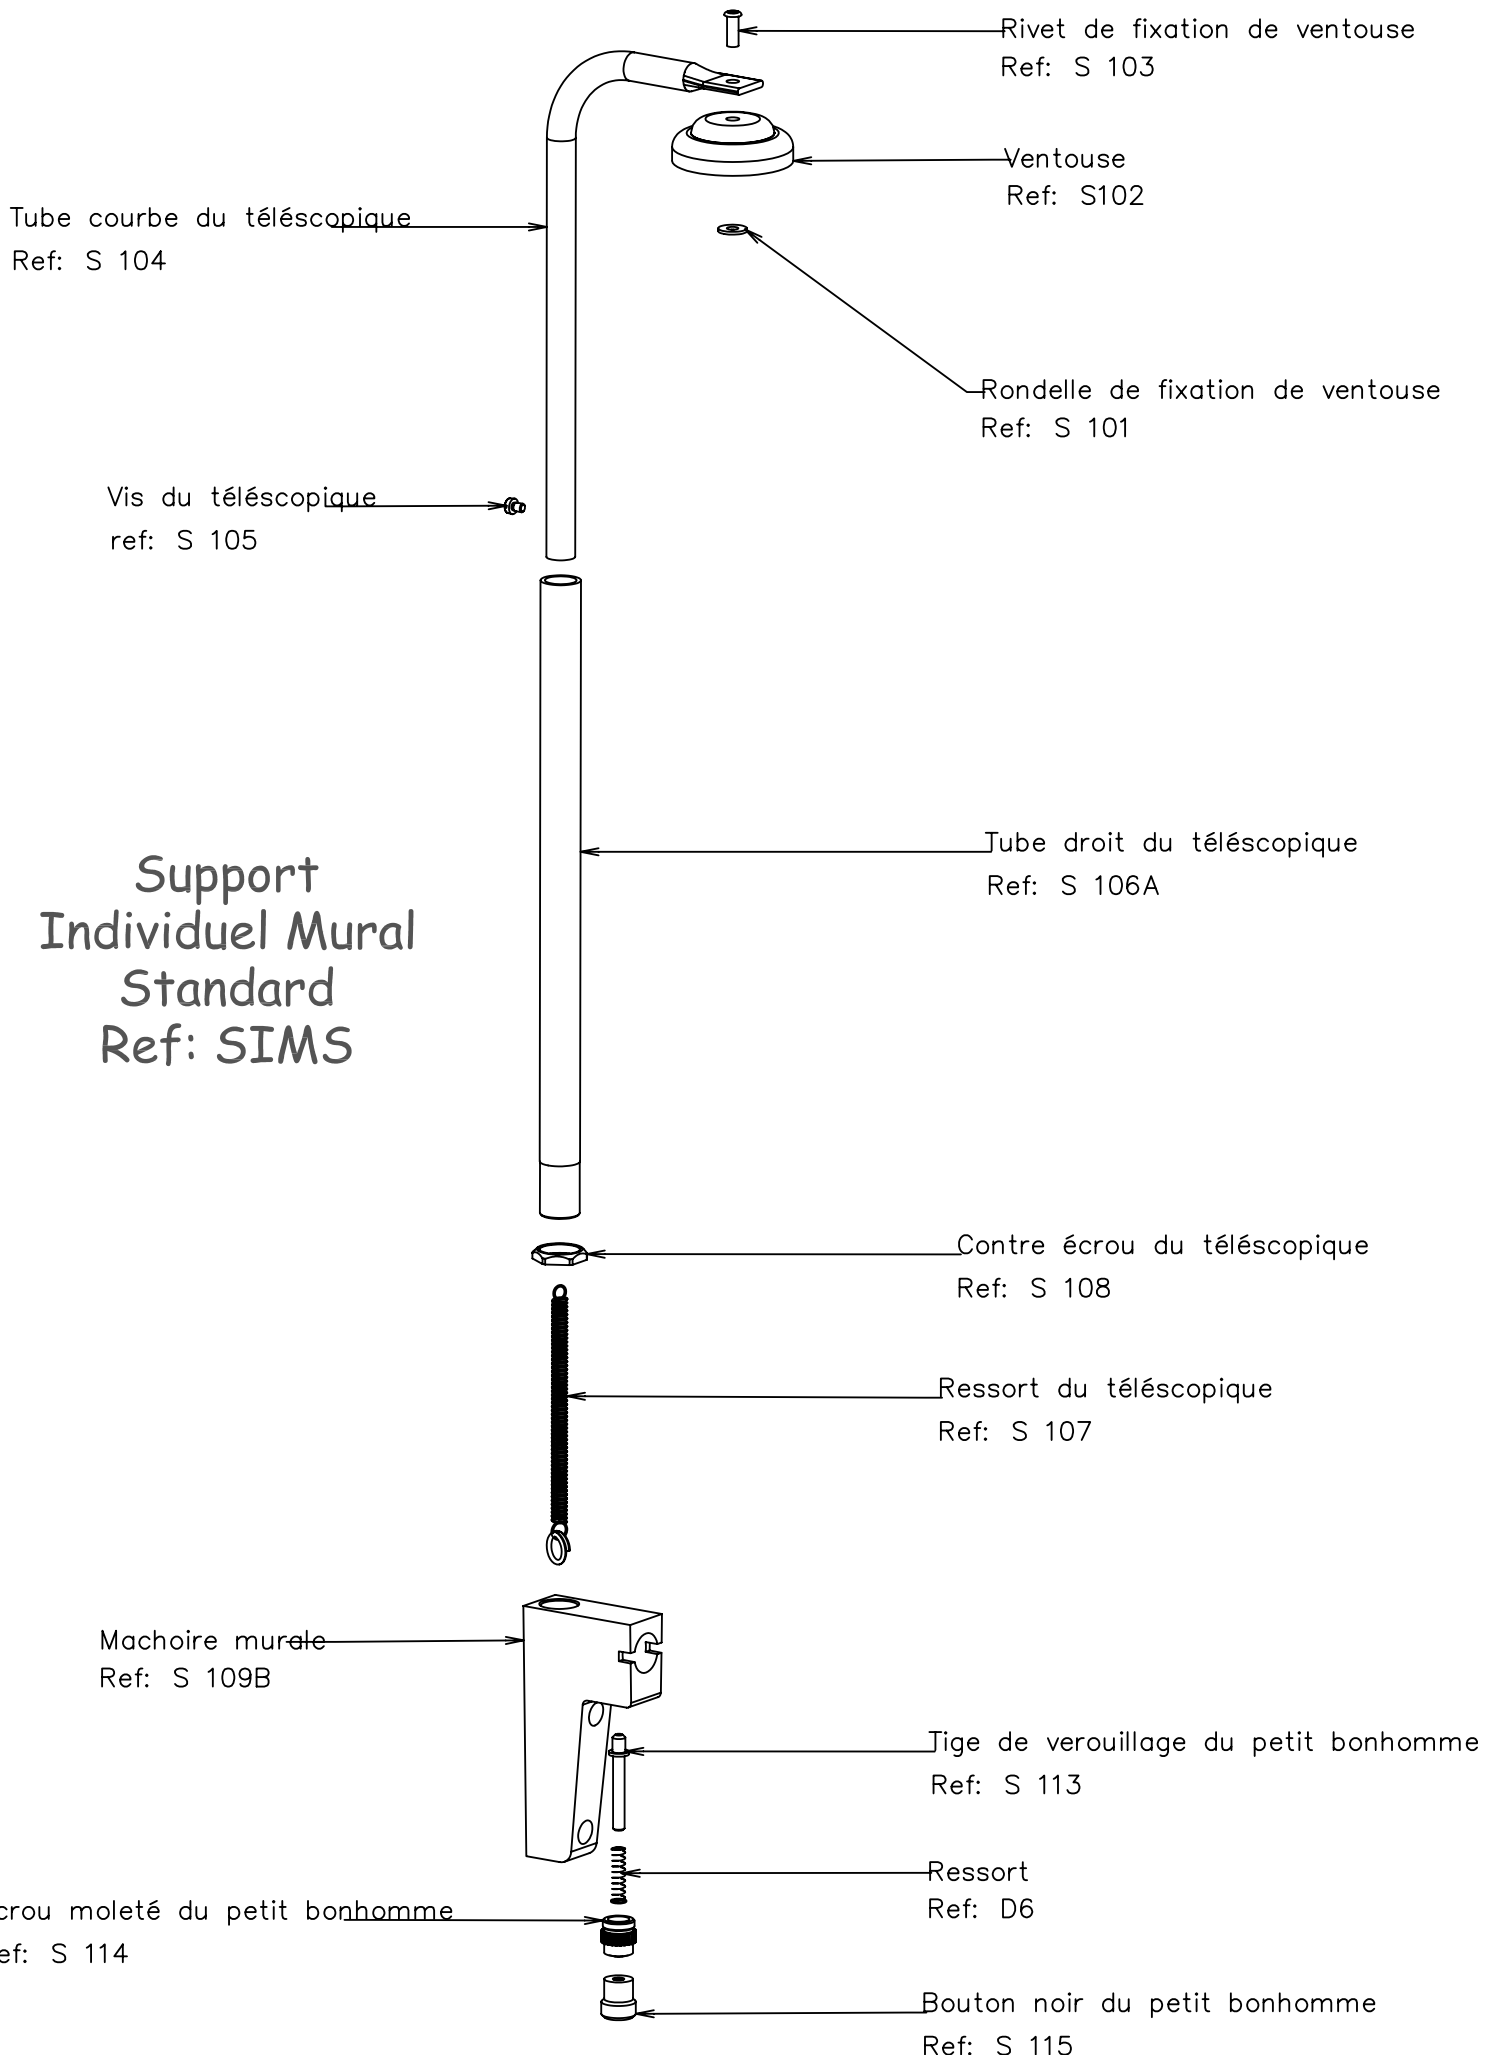 Rivet de fixation de ventouse
Ref: S 103
Ventouse
Ref: S102
Tube courbe du téléscopique
Ref: S 104
Rondelle de fixation de ventouse
Ref: S 101
Vis du téléscopique
ref: S 105
Tube droit du téléscopique
Ref: S 106A
Support
Individuel Mural
Standard
Ref: SIMS
Contre écrou du téléscopique
Ref: S 108
Ressort du téléscopique
Ref: S 107
Machoire murale
Ref: S 109B
Tige de verouillage du petit bonhomme
Ref: S 113
Ressort
Ref: D6
crou moleté du petit bonhomme
ef: S 114
Bouton noir du petit bonhomme
Ref: S 115